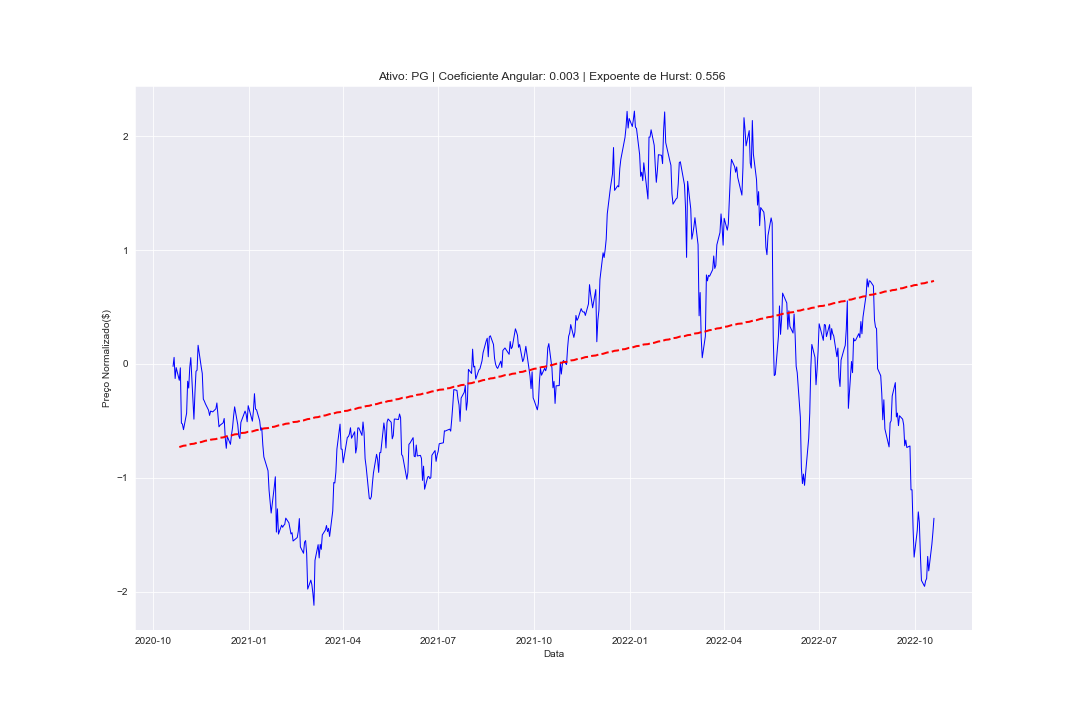 Ativo: PG | Coeficiente Angular: 0.003 | Expoente de Hurst: 0.556
Preço Normalizado($)
2
1
0
−1
−2
2020-10 2021-01 2021-04 2021-07 2021-10 2022-01 2022-04 2022-07 2022-10
Data